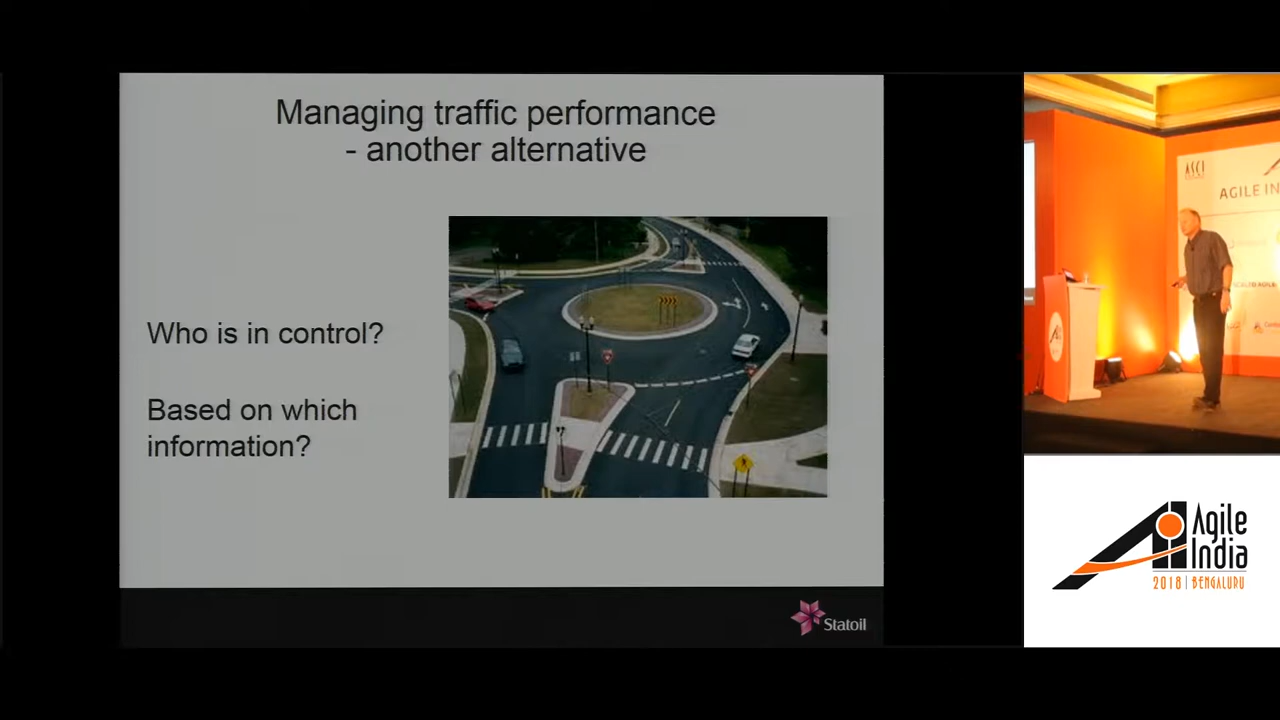 Managing traffic performance
- another alternative
Who is in control?
Based on which
information?
Statoil
ASCI
AGILE IN
Agile
India
2018 | BENGALURU